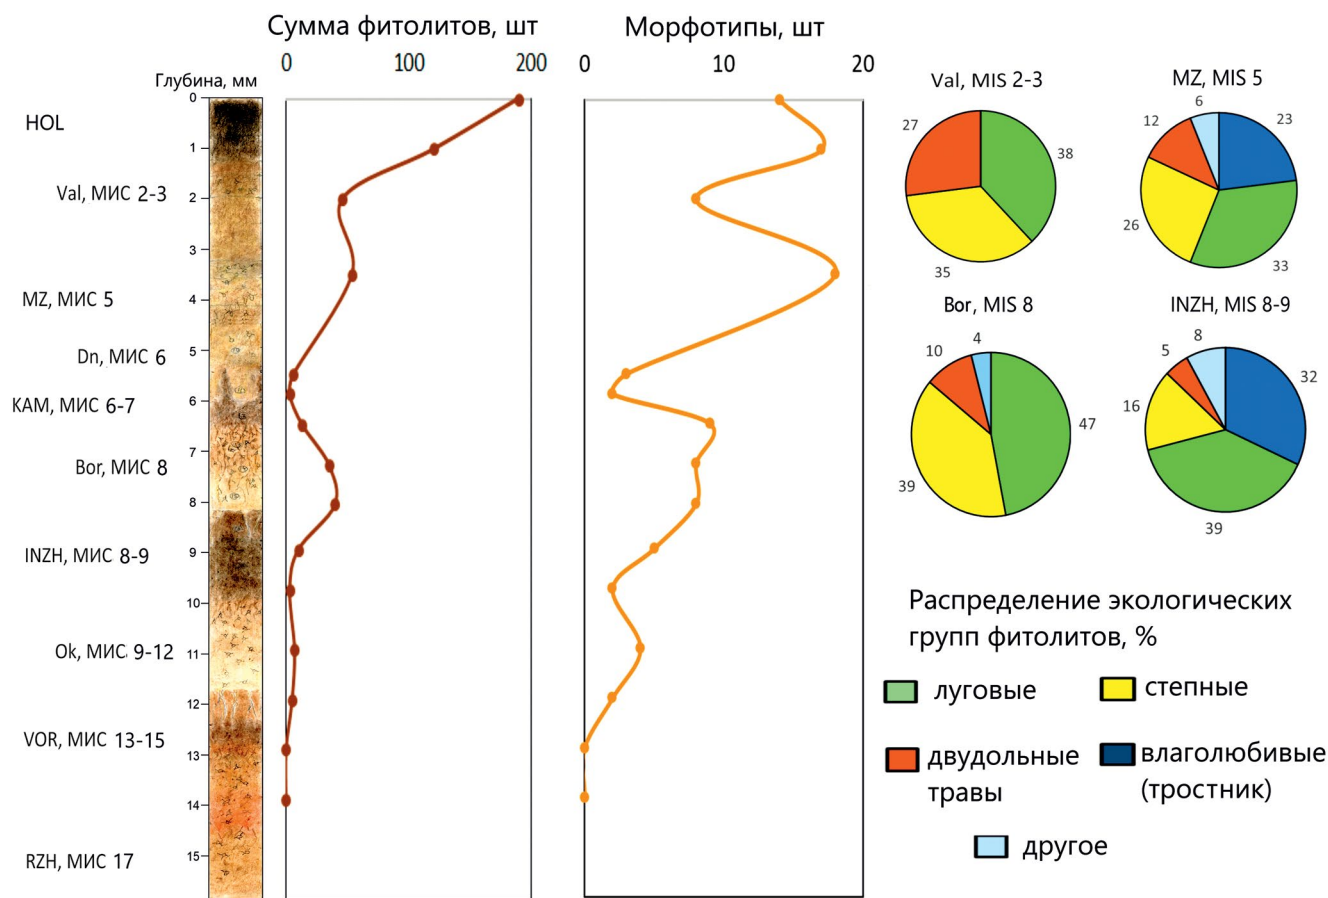 Сумма фитолитов, шт
0 100 200
Морфотипы, шт
0 10 20
Глубина, мм
0
1
2
3
4
5
6
7
8
9
10
11
12
13
14
15
HOL
Val, МИС 2-3
MZ, МИС 5
Dn, МИС 6
KAM, МИС 6-7
Bor, МИС 8
INZH, МИС 8-9
Ok, МИС 9-12
VOR, МИС 13-15
RZH, МИС 17
Val, MIS 2-3
27
38
35
MZ, MIS 5
6
12
23
26
33
Bor, MIS 8
4
10
47
39
INZH, MIS 8-9
8
5
32
16
39
Распределение экологических
групп фитолитов, %
луговые
степные
двудольные
травы
влаголюбивые
(тростник)
другое